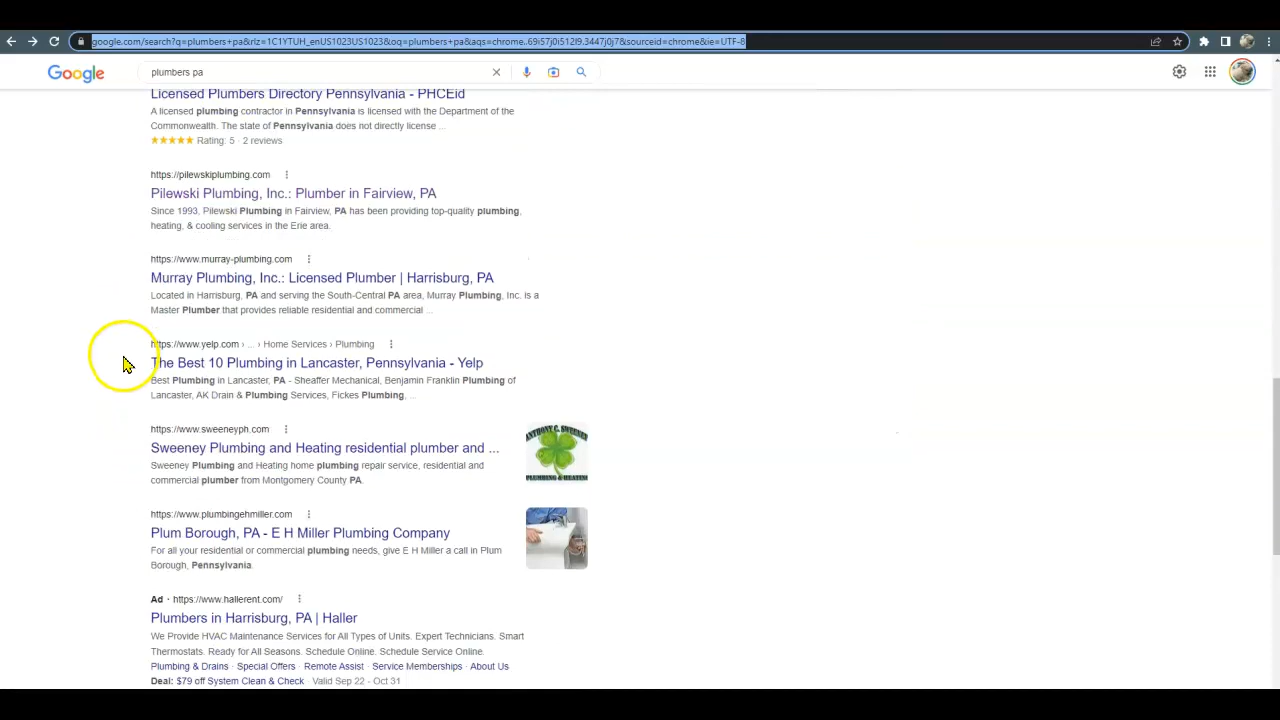 google.com/search?q=plumbers+pa&rlz=1C1YTUH_enUS1023US1023&oq=plumbers+pa&aqs=chrome..69i57j0i512l9.3447j0j7&sourceid=chrome&ie=UTF-8
Google
plumbers pa
Licensed Plumbers Directory Pennsylvania - PHCEid
A licensed plumbing contractor in Pennsylvania is licensed with the Department of the
Commonwealth. The state of Pennsylvania does not directly license ...
Rating: 5 · 2 reviews
https://pilewskiplumbing.com
Pilewski Plumbing, Inc.: Plumber in Fairview, PA
Since 1993, Pilewski Plumbing in Fairview, PA has been providing top-quality plumbing,
heating, & cooling services in the Erie area.
https://www.murray-plumbing.com
Murray Plumbing, Inc.: Licensed Plumber | Harrisburg, PA
Located in Harrisburg, PA and serving the South-Central PA area, Murray Plumbing, Inc. is a
Master Plumber that provides reliable residential and commercial ...
https://www.yelp.com › ... › Home Services › Plumbing
The Best 10 Plumbing in Lancaster, Pennsylvania - Yelp
Best Plumbing in Lancaster, PA - Sheaffer Mechanical, Benjamin Franklin Plumbing of
Lancaster, AK Drain & Plumbing Services, Fickes Plumbing, ...
https://www.sweeneyph.com
Sweeney Plumbing and Heating residential plumber and ...
Sweeney Plumbing and Heating home plumbing repair service, residential and
commercial plumber from Montgomery County PA.
ANTHONY C. SWEENEY
PLUMBING & HEATING
https://www.plumbingehmiller.com
Plum Borough, PA - E H Miller Plumbing Company
For all your residential or commercial plumbing needs, give E H Miller a call in Plum
Borough, Pennsylvania.
Ad · https://www.hallerent.com/
Plumbers in Harrisburg, PA | Haller
We Provide HVAC Maintenance Services for All Types of Units. Expert Technicians. Smart
Thermostats. Ready for All Seasons. Schedule Online. Schedule Service Online.
Plumbing & Drains · Special Offers · Remote Assist · Service Memberships · About Us
Deal: $79 off System Clean & Check · Valid Sep 22 - Oct 31